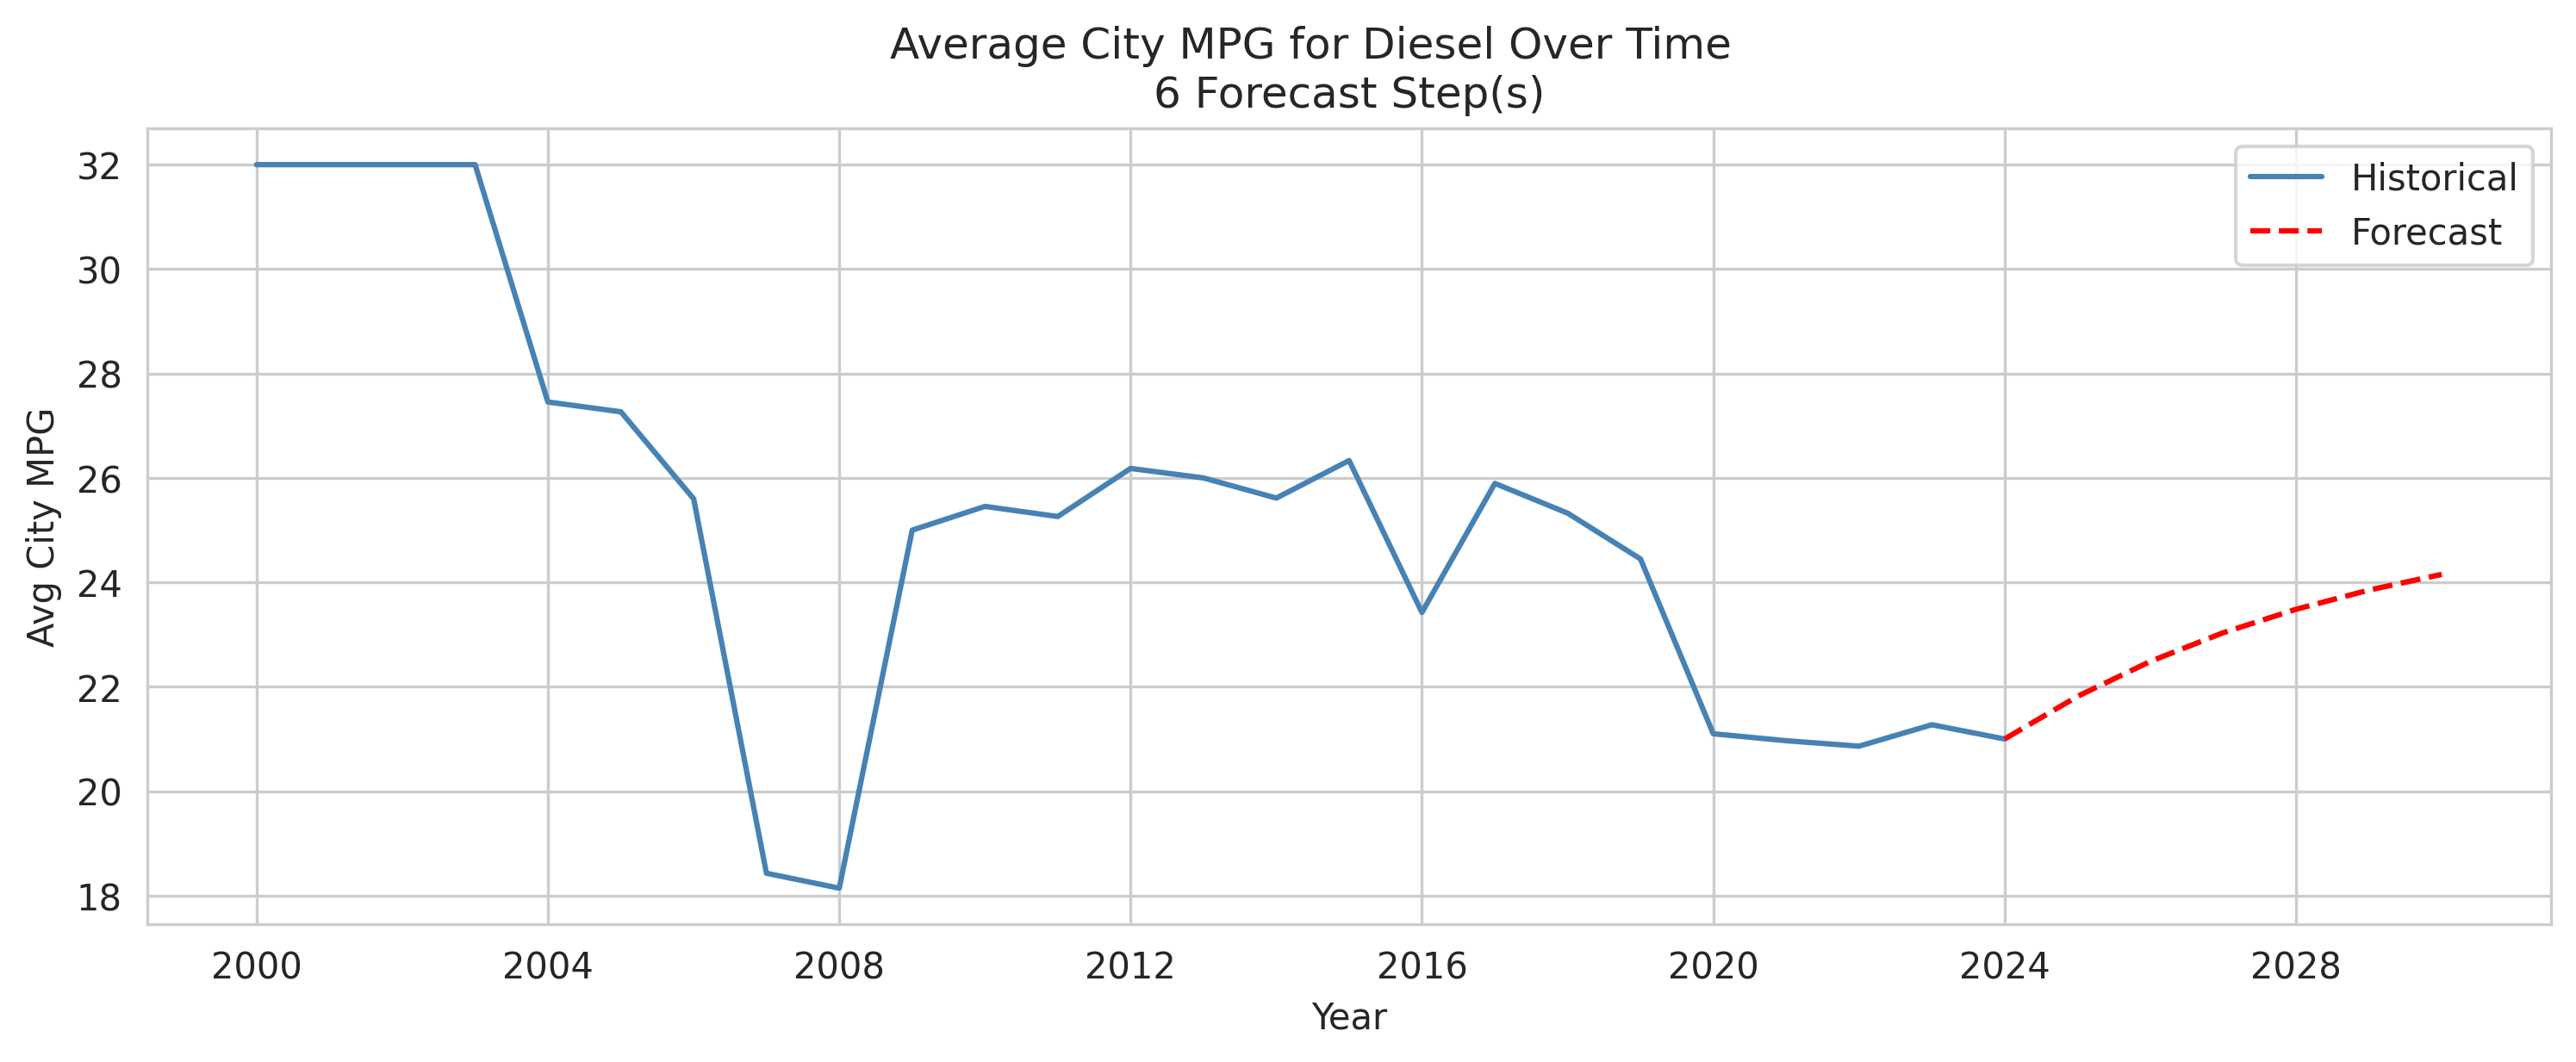 Average City MPG for Diesel Over Time
6 Forecast Step(s)
Historical
Forecast
Avg City MPG
32
30
28
26
24
22
20
18
2000 2004 2008 2012 2016 2020 2024 2028
Year